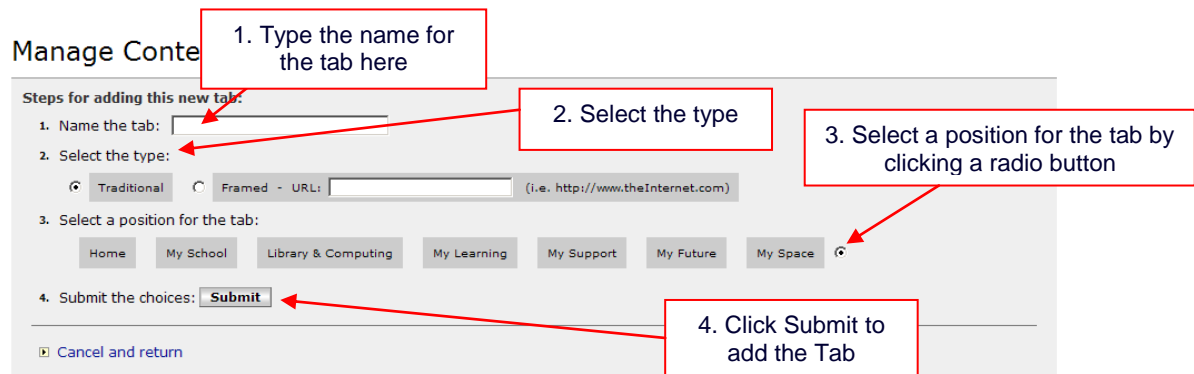 1. Type the name for
the tab here
Manage Conte
Steps for adding this new tab:
2. Select the type
1. Name the tab:
3. Select a position for the tab by
clicking a radio button
2. Select the type:
Traditional Framed - URL: (i.e. http://www.theInternet.com)
3. Select a position for the tab:
Home My School Library & Computing My Learning My Support My Future My Space
4. Submit the choices: Submit
4. Click Submit to
add the Tab
Cancel and return